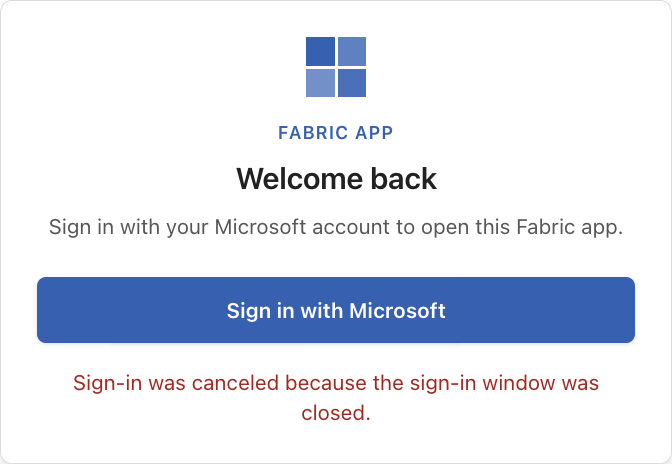 FABRIC APP
Welcome back
Sign in with your Microsoft account to open this Fabric app.
Sign in with Microsoft
Sign-in was canceled because the sign-in window was
closed.